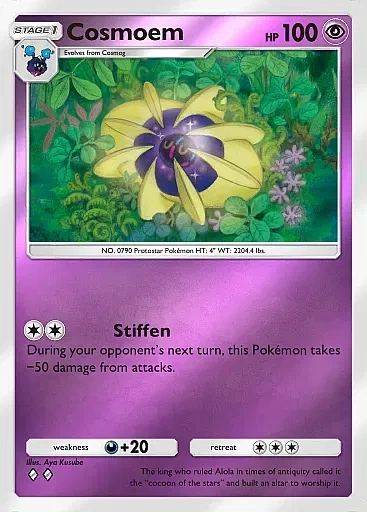 STAGE 1
Cosmoem
HP 100
Evolves from Cosmog
NO. 0790 Protostar Pokémon HT: 4" WT: 2204.4 lbs.
Stiffen
During your opponent's next turn, this Pokémon takes
−50 damage from attacks.
weakness +20
retreat
Illus. Aya Kusube
The king who ruled Alola in times of antiquity called it
the "cocoon of the stars" and built an altar to worship it.